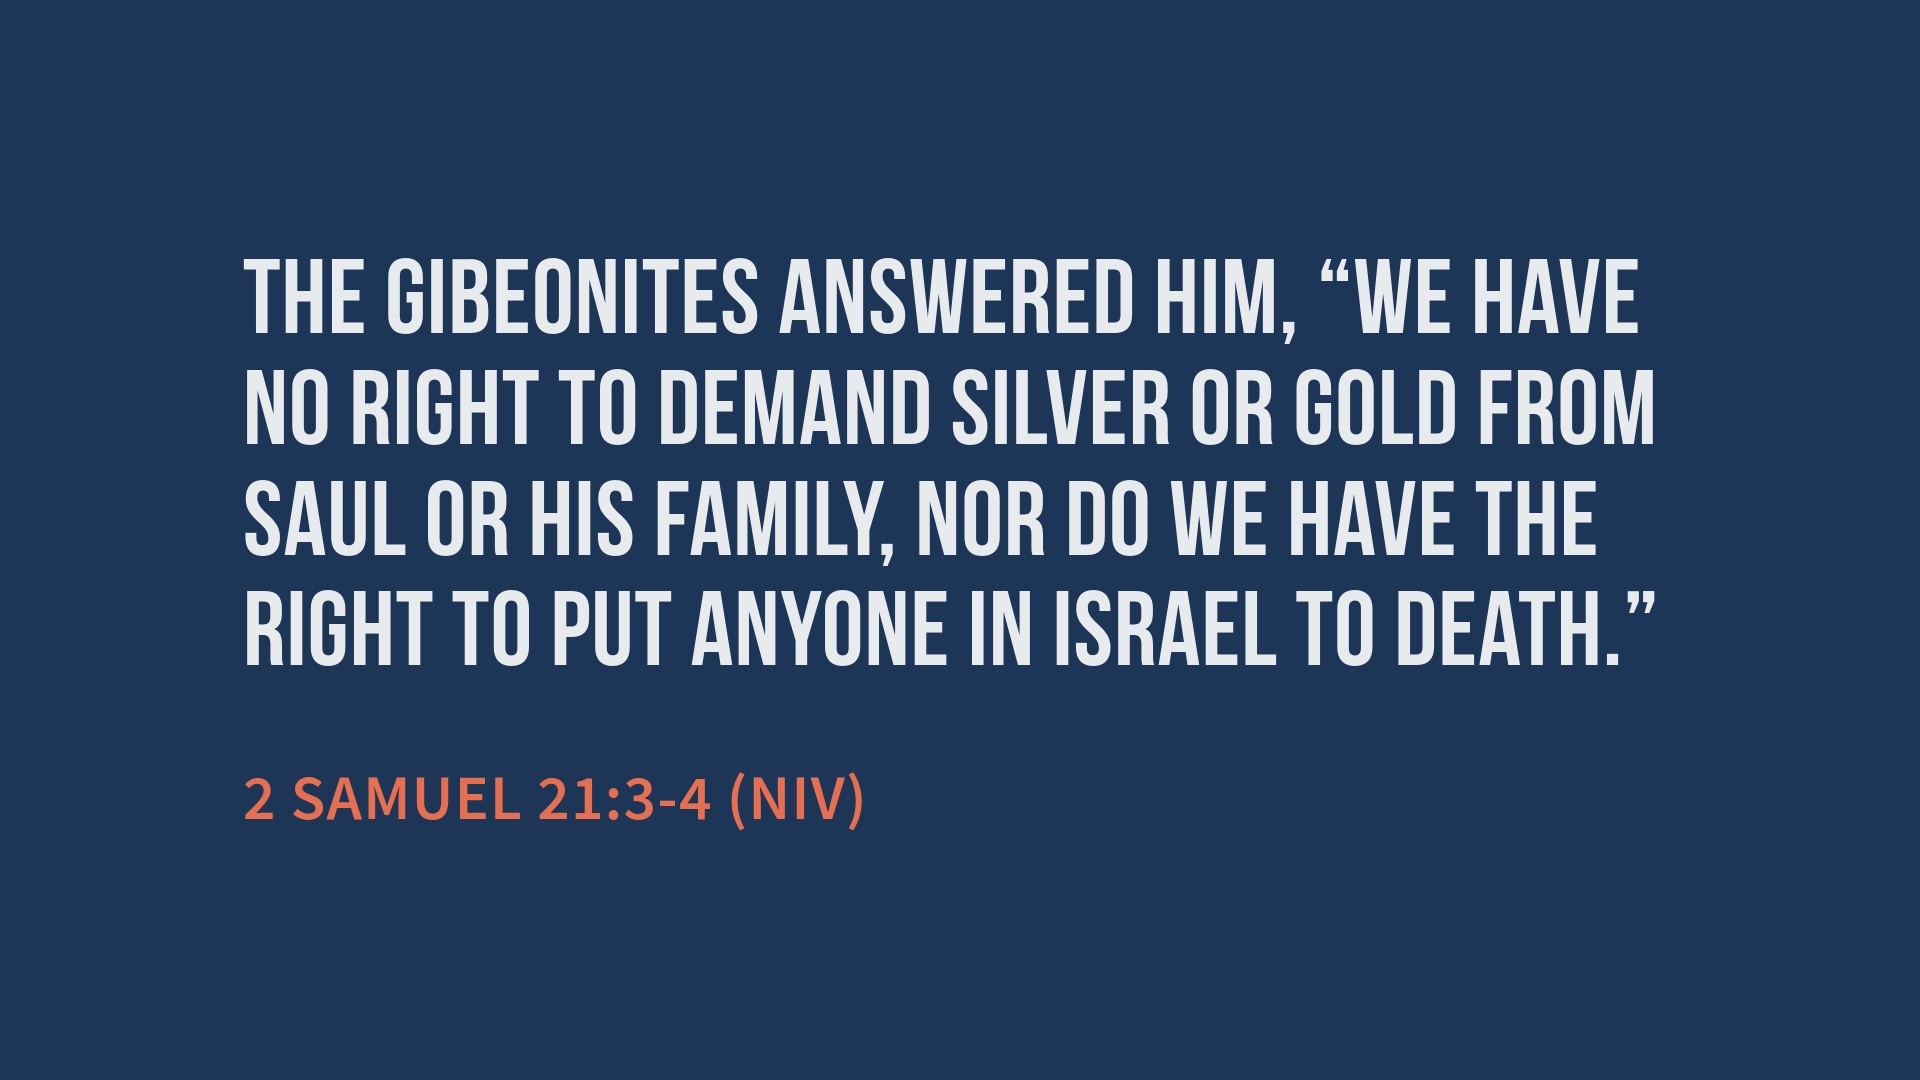 THE GIBEONITES ANSWERED HIM, “WE HAVE
NO RIGHT TO DEMAND SILVER OR GOLD FROM
SAUL OR HIS FAMILY, NOR DO WE HAVE THE
RIGHT TO PUT ANYONE IN ISRAEL TO DEATH.”
2 SAMUEL 21:3-4 (NIV)